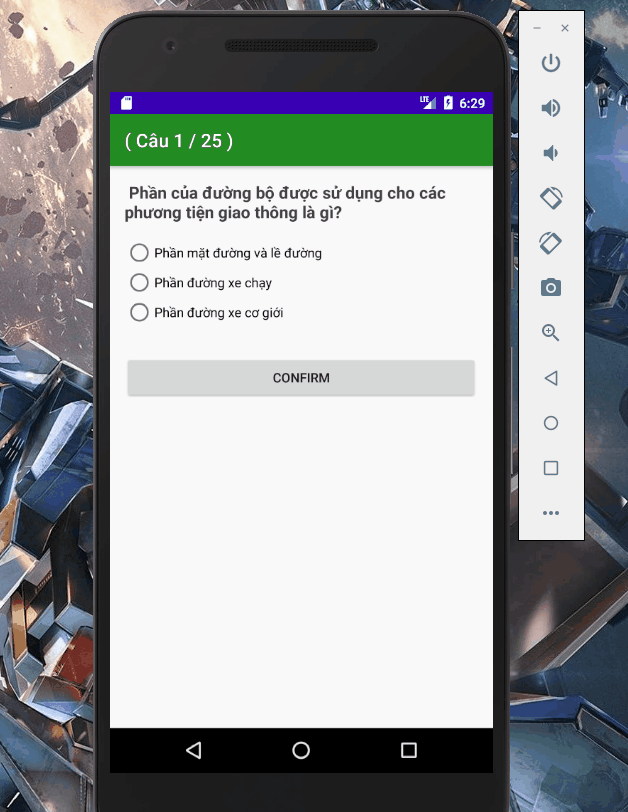 LTE 6:29
( Câu 1 / 25 )
Phần của đường bộ được sử dụng cho các
phương tiện giao thông là gì?
Phần mặt đường và lề đường
Phần đường xe chạy
Phần đường xe cơ giới
CONFIRM